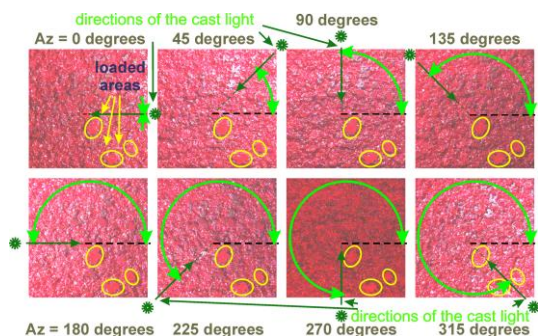 directions of the cast light
90 degrees
Az = 0 degrees
45 degrees
135 degrees
loaded
areas
directions of the cast light
Az = 180 degrees
225 degrees
270 degrees
315 degrees